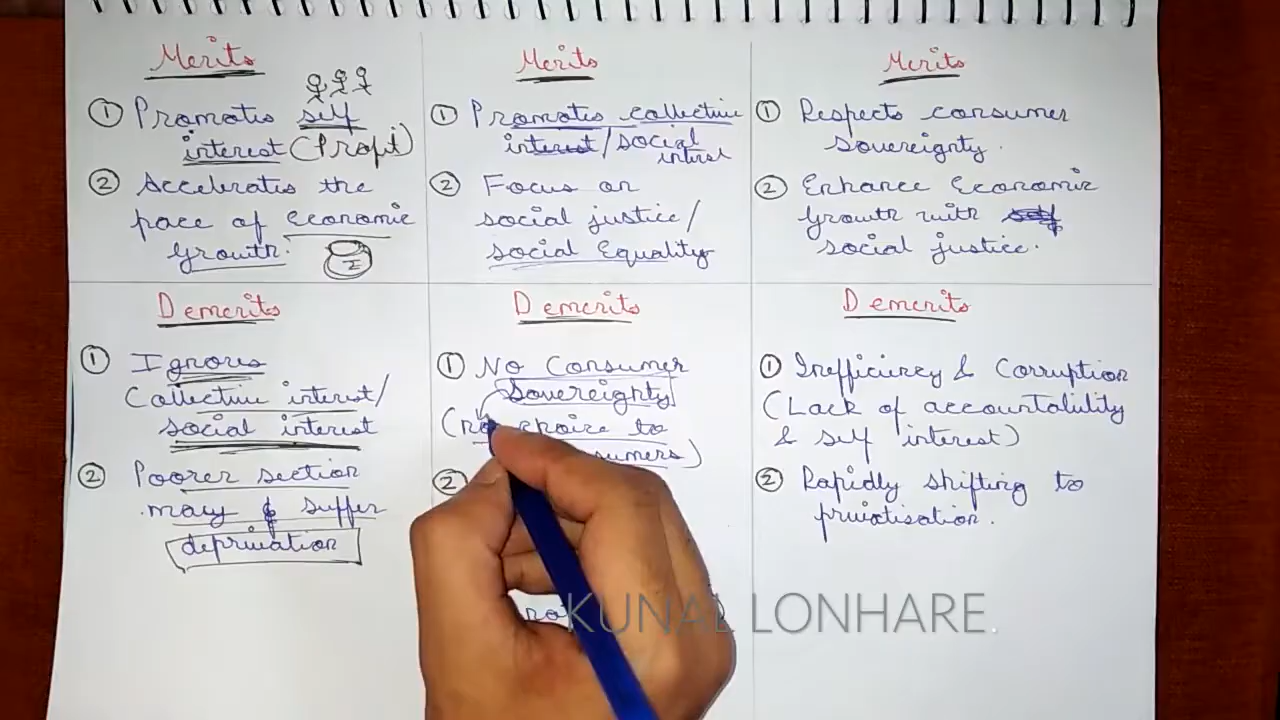 Merits
① Promotes self
interest (Profit)
② Accelerates the
pace of economic
growth.
Demerits
① Ignores
Collective interest/
social interest
② Poorer section
may suffer
deprivation
Merits
① Promotes collective
interest/social
interest
② Focus on
social justice/
social Equality
Demerits
① No Consumer
Sovereignty
(no choice to
sumers)
②
Merits
① Respects consumer
sovereignty.
② Enhance Economic
growth with
social justice.
Demerits
① Inefficiency & Corruption
(Lack of accountability
& self interest)
② Rapidly shifting to
privatisation.
KUNAL LONHARE.